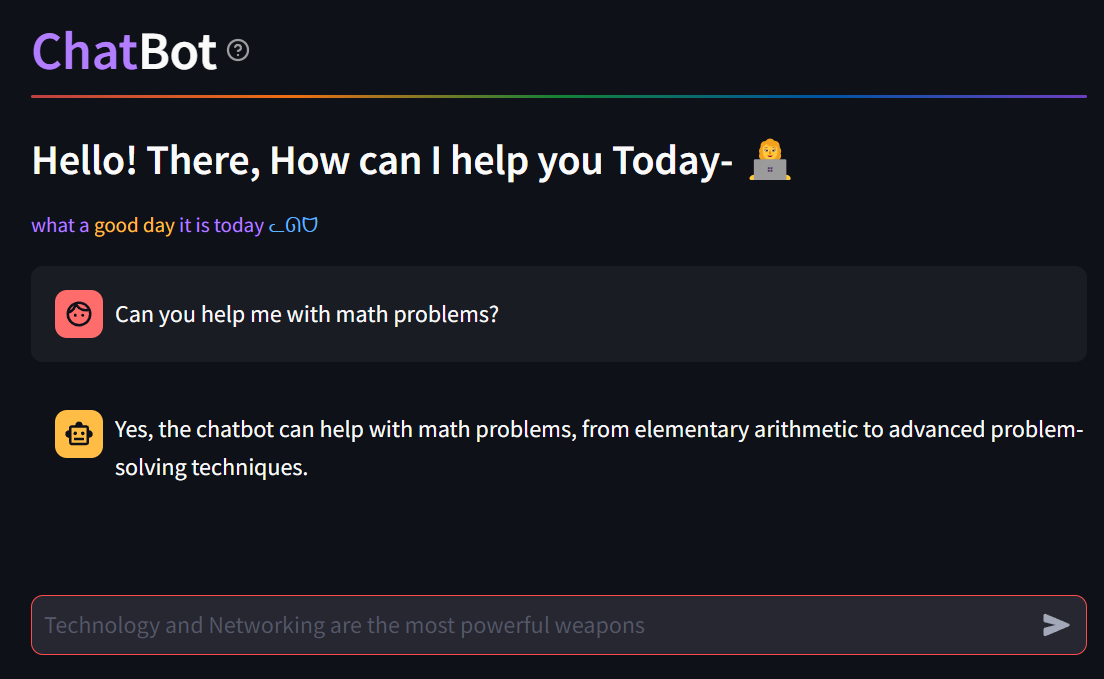 ChatBot
Hello! There, How can I help you Today- 🧑‍💻
what a good day it is today ᓚᘏᗢ
Can you help me with math problems?
Yes, the chatbot can help with math problems, from elementary arithmetic to advanced problem-
solving techniques.
Technology and Networking are the most powerful weapons